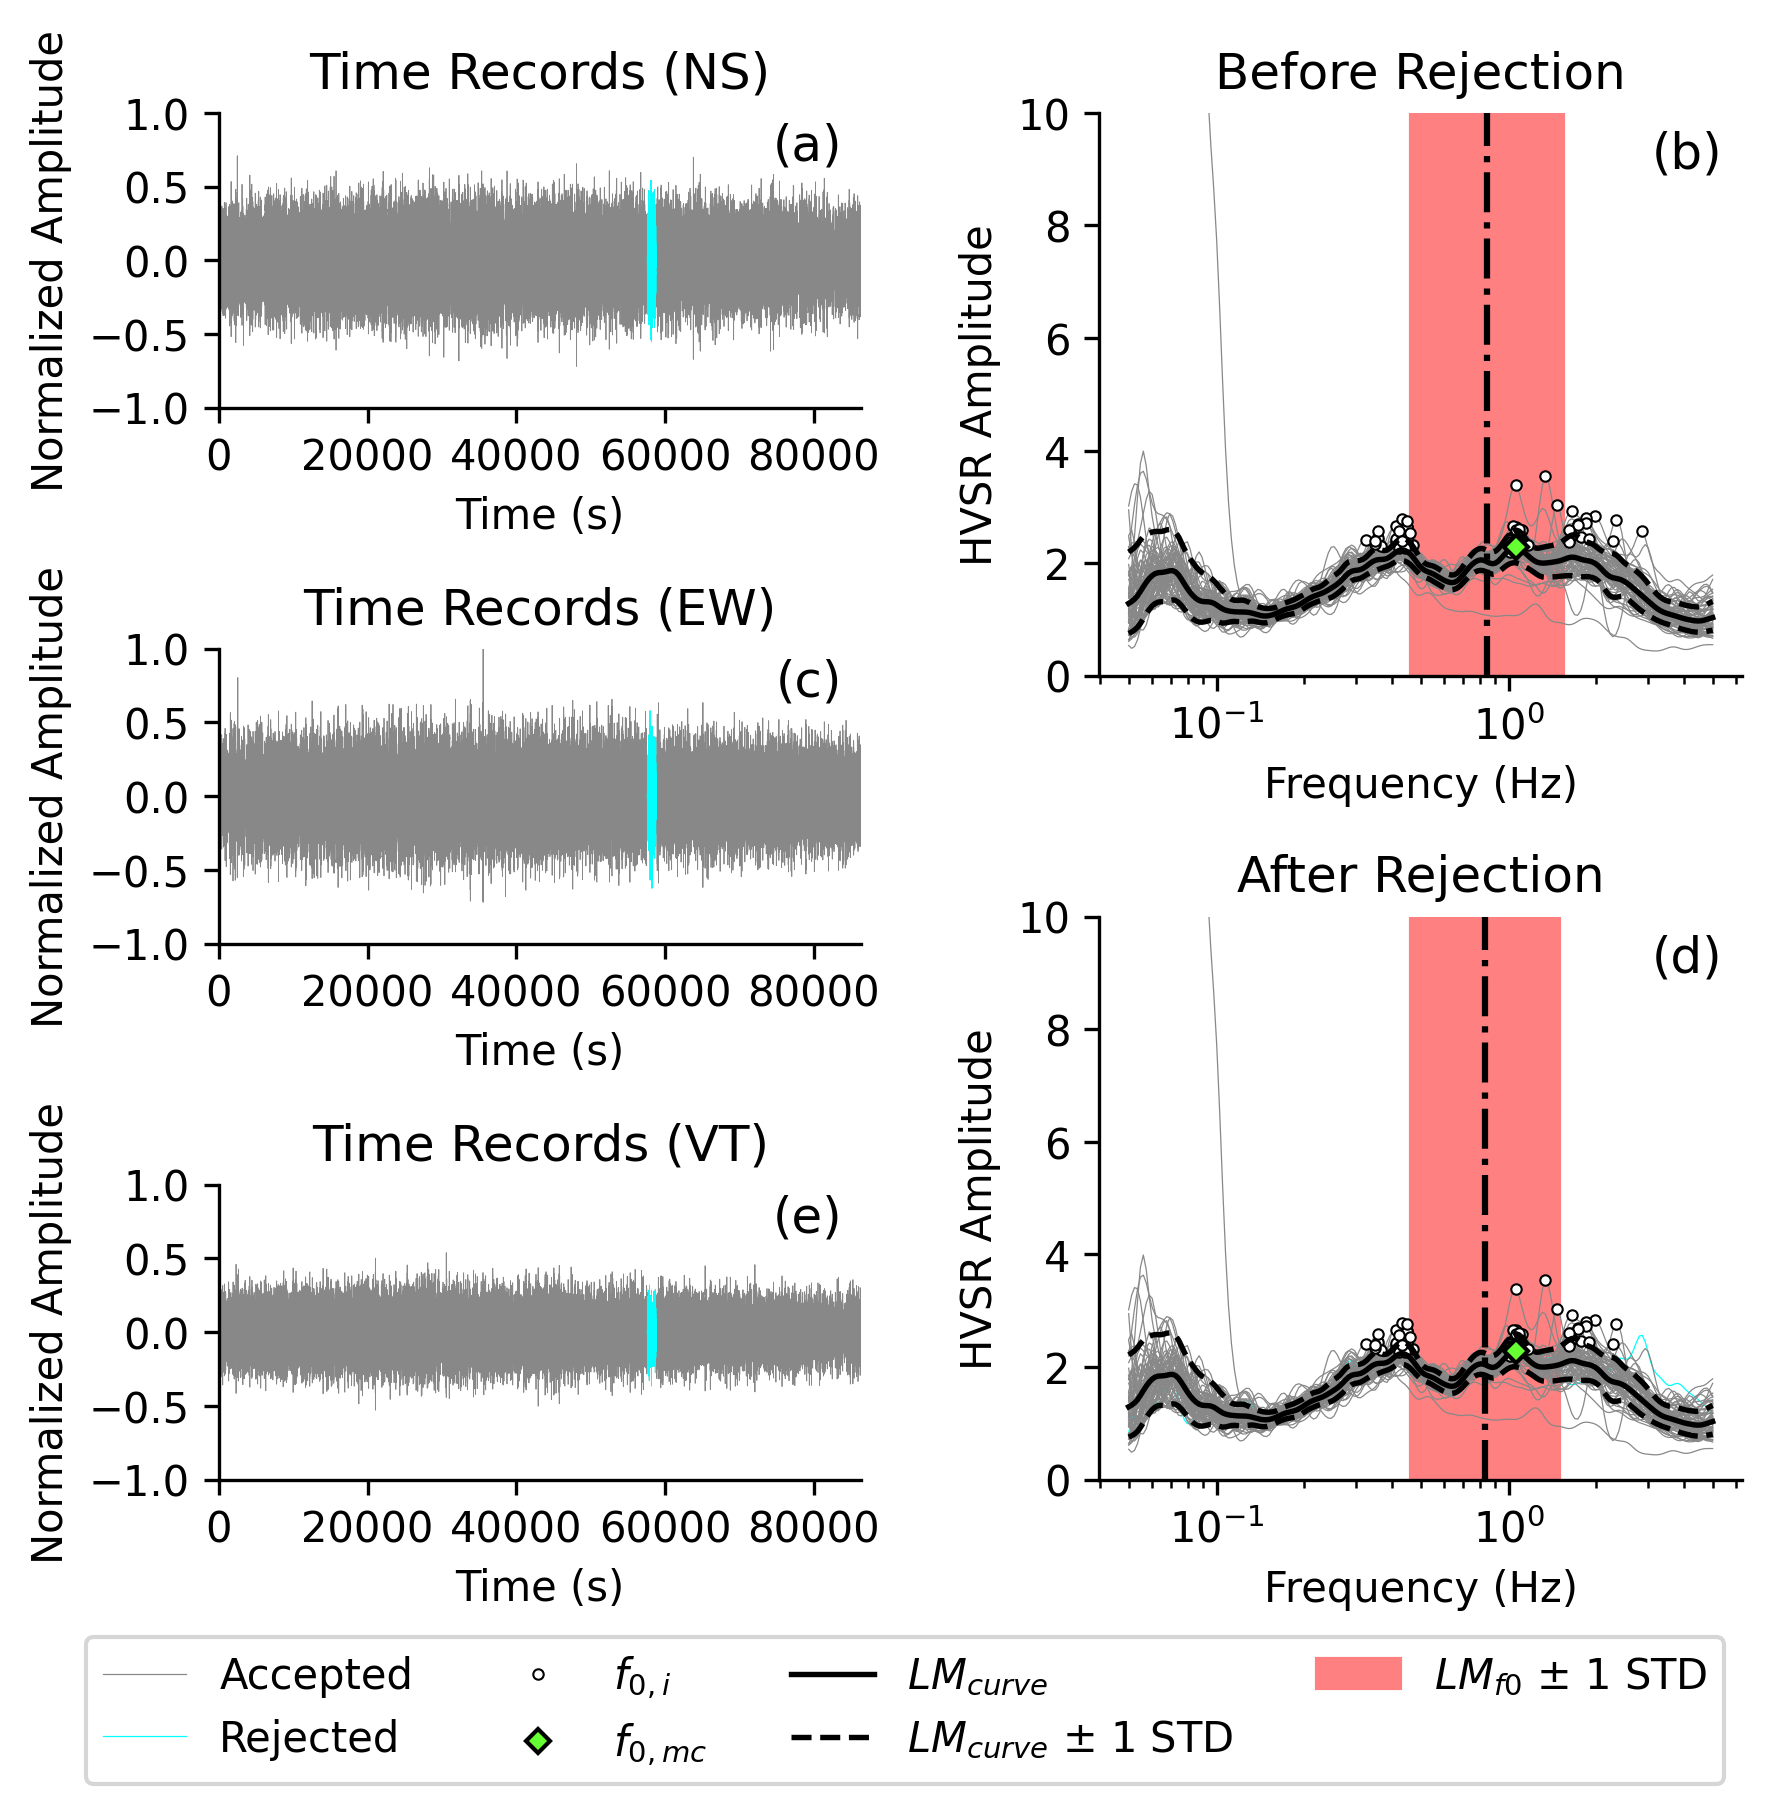 Time Records (NS)
(a)
Normalized Amplitude
1.0
0.5
0.0
−0.5
−1.0
0 20000 40000 60000 80000
Time (s)
Before Rejection
(b)
HVSR Amplitude
10
8
6
4
2
0
10⁻¹ 10⁰
Frequency (Hz)
Time Records (EW)
(c)
Normalized Amplitude
1.0
0.5
0.0
−0.5
−1.0
0 20000 40000 60000 80000
Time (s)
After Rejection
(d)
HVSR Amplitude
10
8
6
4
2
0
10⁻¹ 10⁰
Frequency (Hz)
Time Records (VT)
(e)
Normalized Amplitude
1.0
0.5
0.0
−0.5
−1.0
0 20000 40000 60000 80000
Time (s)
Accepted
Rejected
f0,i
f0,mc
LMcurve
LMcurve ± 1 STD
LMf0 ± 1 STD